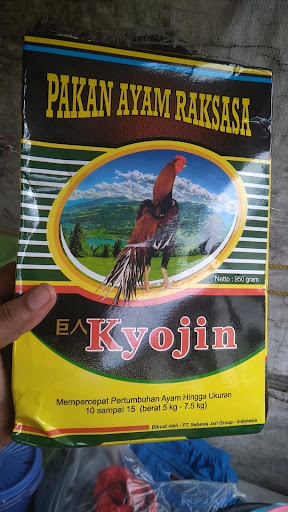 PAKAN AYAM RAKSASA
Netto : 950 gram
巨人 Kyojin
Mempercepat Pertumbuhan Ayam Hingga Ukuran
10 sampai 15 (berat 5 kg - 7.5 kg)
Dibuat oleh : PT. Sebelas Jari Group - Indonesia